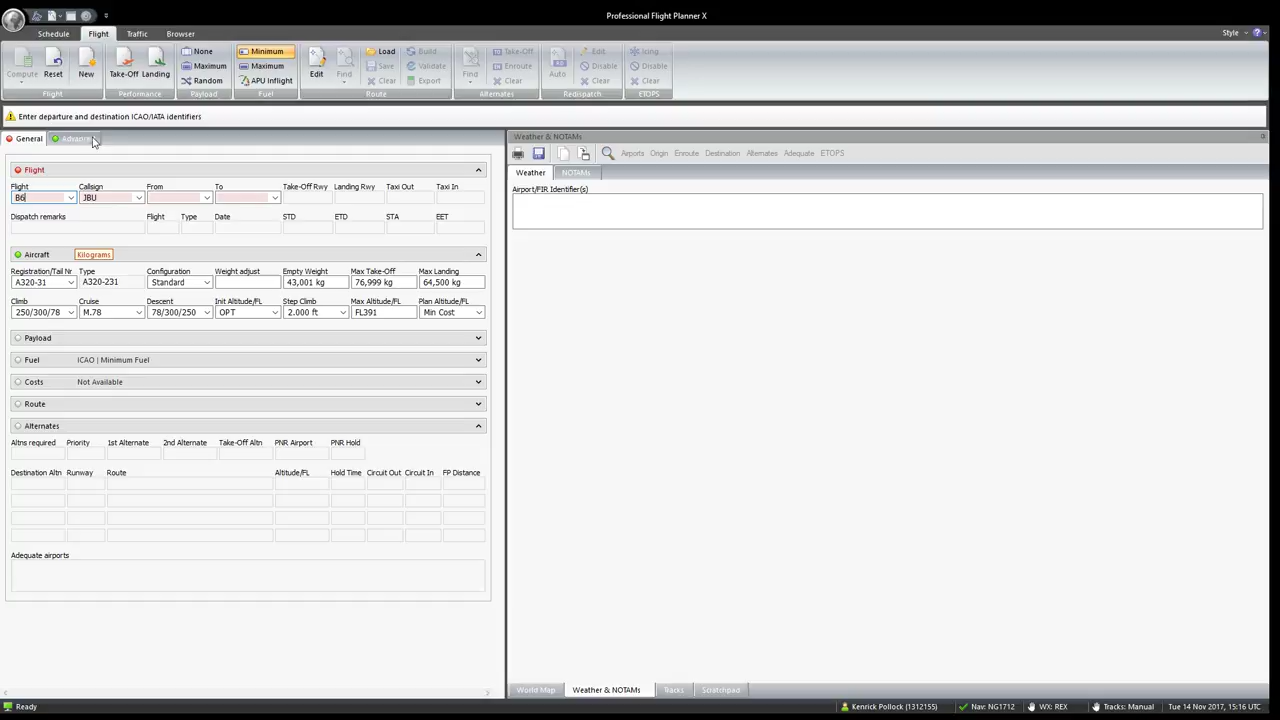 Professional Flight Planner X
Schedule Flight Traffic Browser Style
Compute Reset New Take-Off Landing None Maximum Random Minimum Maximum APU Inflight Edit Find Load Save Clear Build Validate Export Find Take-Off Enroute Clear Auto Edit Disable Clear Icing Disable Clear
Flight Performance Payload Fuel Route Alternates Redispatch ETOPS
Enter departure and destination ICAO/IATA identifiers
General
Flight
Flight Callsign From To Take-Off Rwy Landing Rwy Taxi Out Taxi In
B6 JBU
Dispatch remarks Flight Type Date STD ETD STA EET
Aircraft Kilograms
Registration/Tail Nr Type Configuration Weight adjust Empty Weight Max Take-Off Max Landing
A320-31 A320-231 Standard 43,001 kg 76,999 kg 64,500 kg
Climb Cruise Descent Init Altitude/FL Step Climb Max Altitude/FL Plan Altitude/FL
250/300/78 M.78 78/300/250 OPT 2.000 ft FL391 Min Cost
Payload
Fuel ICAO | Minimum Fuel
Costs Not Available
Route
Alternates
Altns required Priority 1st Alternate 2nd Alternate Take-Off Altn PNR Airport PNR Hold
Destination Altn Runway Route Altitude/FL Hold Time Circuit Out Circuit In FP Distance
Adequate airports
Weather & NOTAMs
Airports Origin Enroute Destination Alternates Adequate ETOPS
Weather NOTAMs
Airport/FIR Identifier(s)
World Map Weather & NOTAMs Tracks Scratchpad
Ready Kenrick Pollock (1312155) Nav: NG1712 WX: REX Tracks: Manual Tue 14 Nov 2017, 15:16 UTC